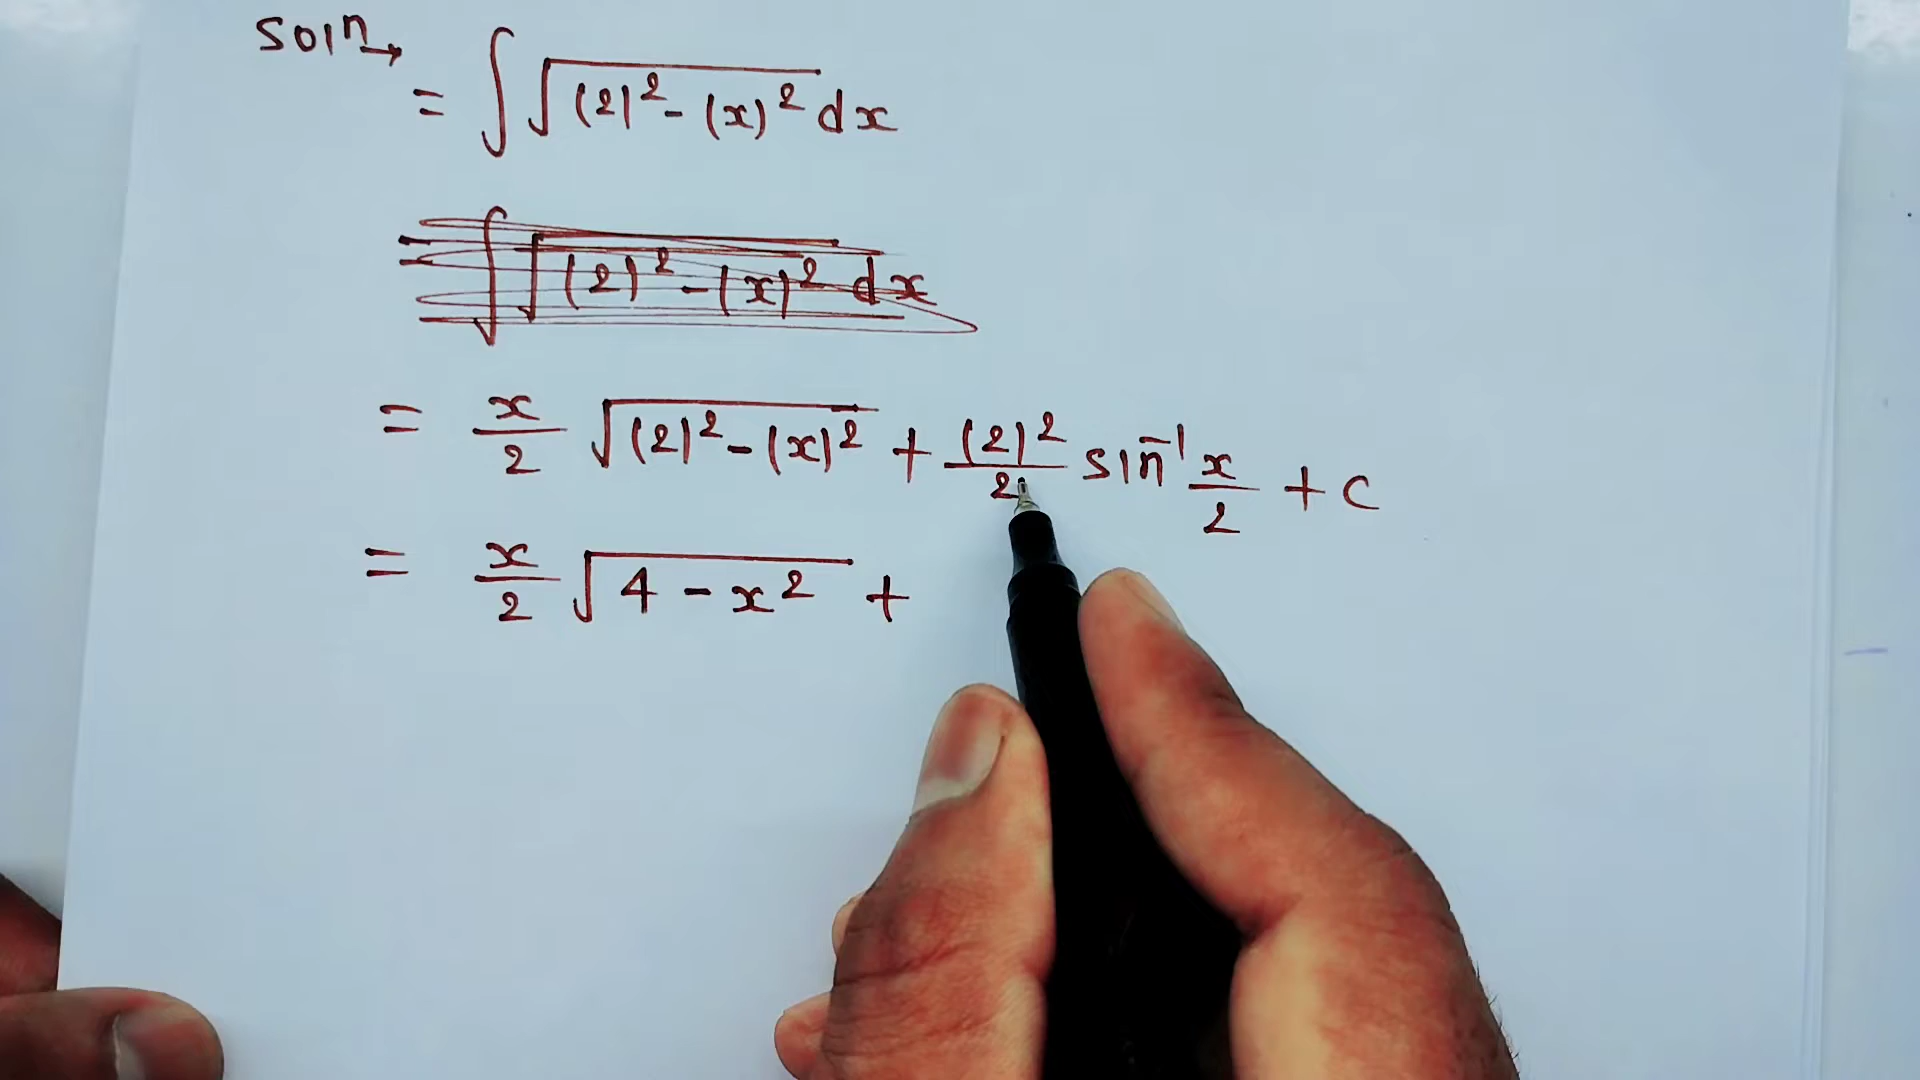 Soln→
= ∫√((2)² - (x)²) dx
= ∫√((2)² - (x)²) dx
= x/2 √((2)² - (x)²) + (2)²/2 sin⁻¹ x/2 + c
= x/2 √(4 - x²) +